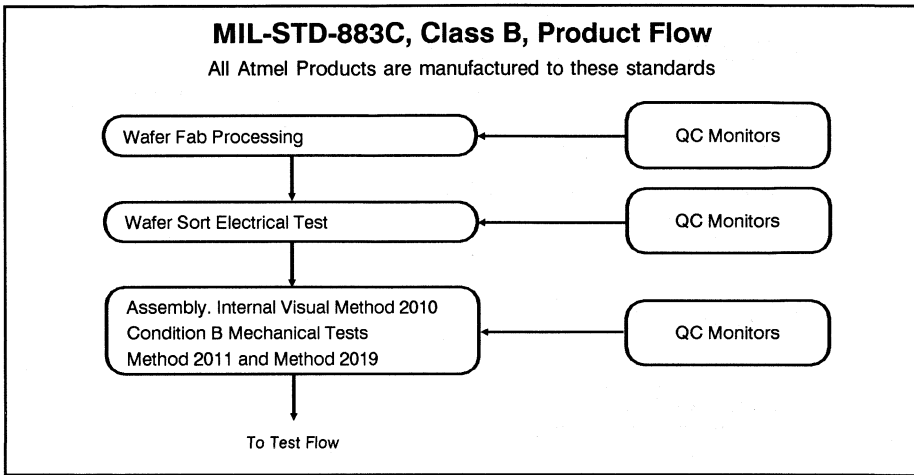 MIL-STD-883C, Class B, Product Flow
All Atmel Products are manufactured to these standards
Wafer Fab Processing
QC Monitors
Wafer Sort Electrical Test
QC Monitors
Assembly. Internal Visual Method 2010
Condition B Mechanical Tests
Method 2011 and Method 2019
QC Monitors
To Test Flow